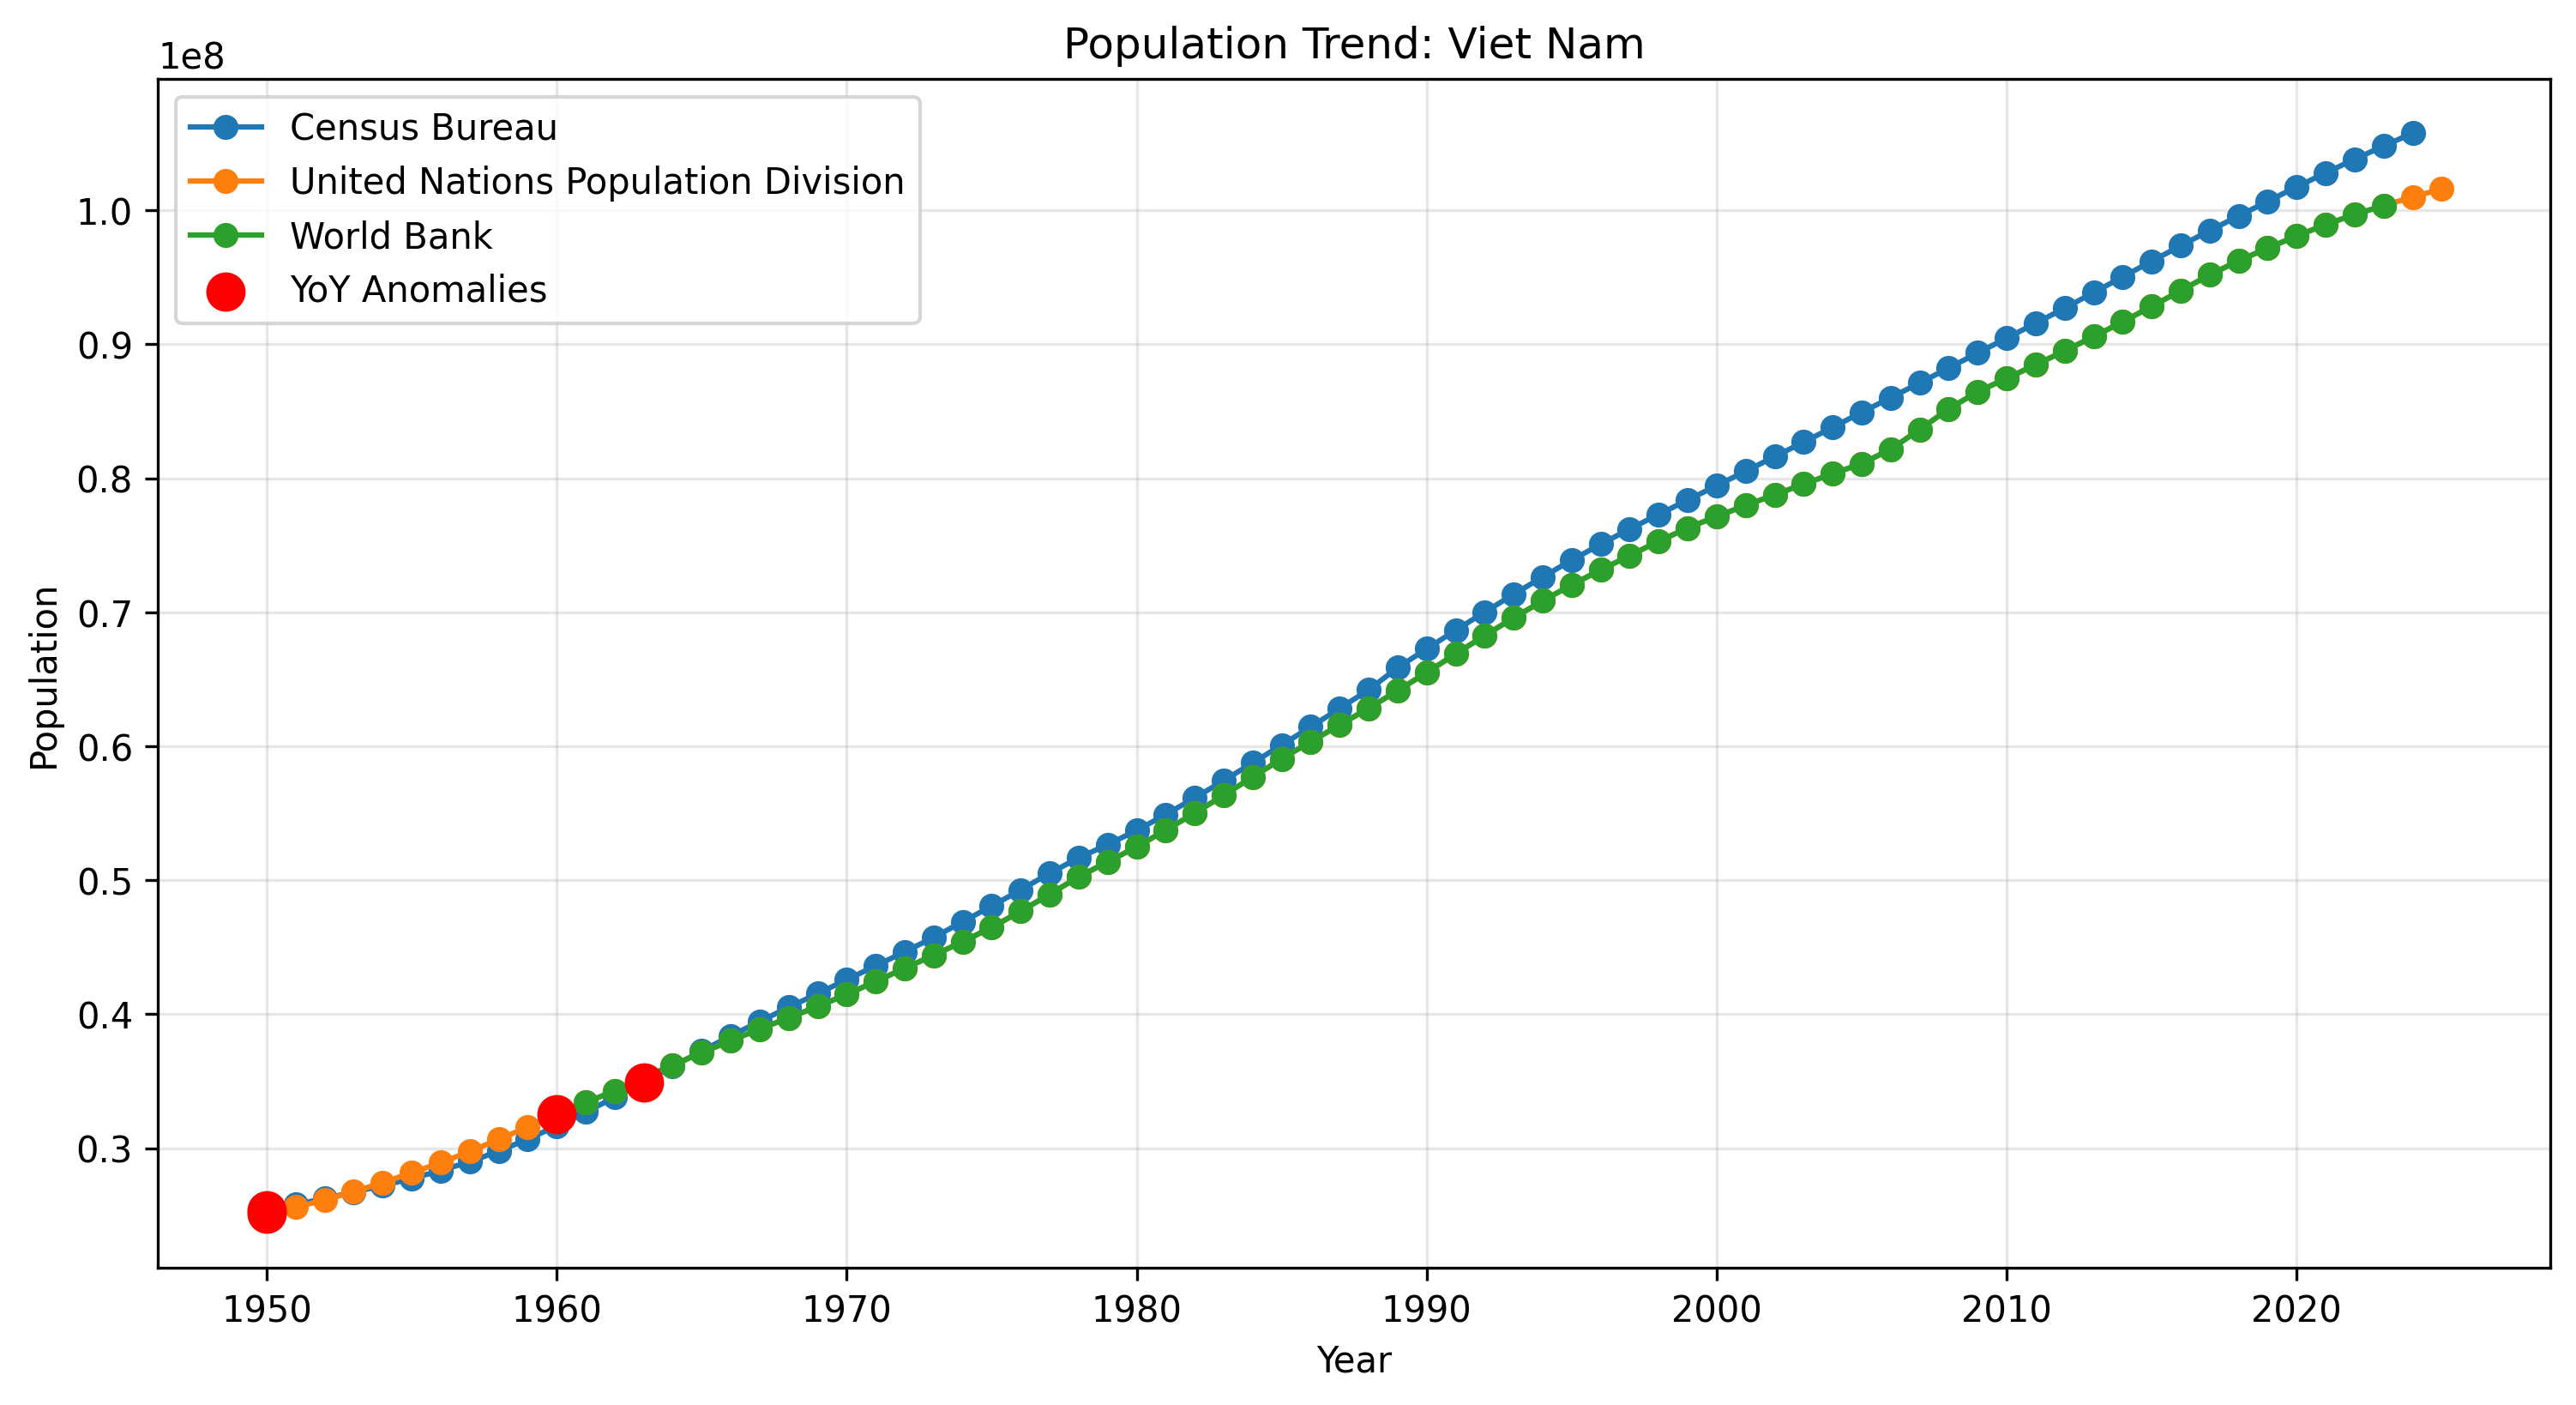 Population Trend: Viet Nam
1e8
Census Bureau
United Nations Population Division
World Bank
YoY Anomalies
1.0
0.9
0.8
0.7
0.6
0.5
0.4
0.3
Population
1950 1960 1970 1980 1990 2000 2010 2020
Year